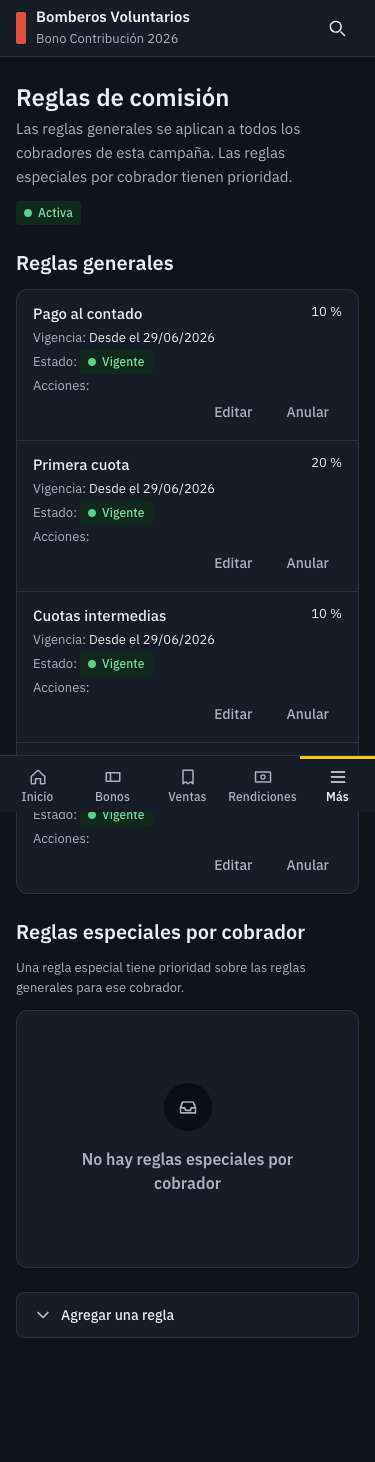 Bomberos Voluntarios
Bono Contribución 2026
Reglas de comisión
Las reglas generales se aplican a todos los
cobradores de esta campaña. Las reglas
especiales por cobrador tienen prioridad.
Activa
Reglas generales
Pago al contado 10 %
Vigencia: Desde el 29/06/2026
Estado: Vigente
Acciones:
Editar Anular
Primera cuota 20 %
Vigencia: Desde el 29/06/2026
Estado: Vigente
Acciones:
Editar Anular
Cuotas intermedias 10 %
Vigencia: Desde el 29/06/2026
Estado: Vigente
Acciones:
Editar Anular
Inicio Bonos Ventas Rendiciones Más
Estado: Vigente
Acciones:
Editar Anular
Reglas especiales por cobrador
Una regla especial tiene prioridad sobre las reglas
generales para ese cobrador.
No hay reglas especiales por
cobrador
Agregar una regla